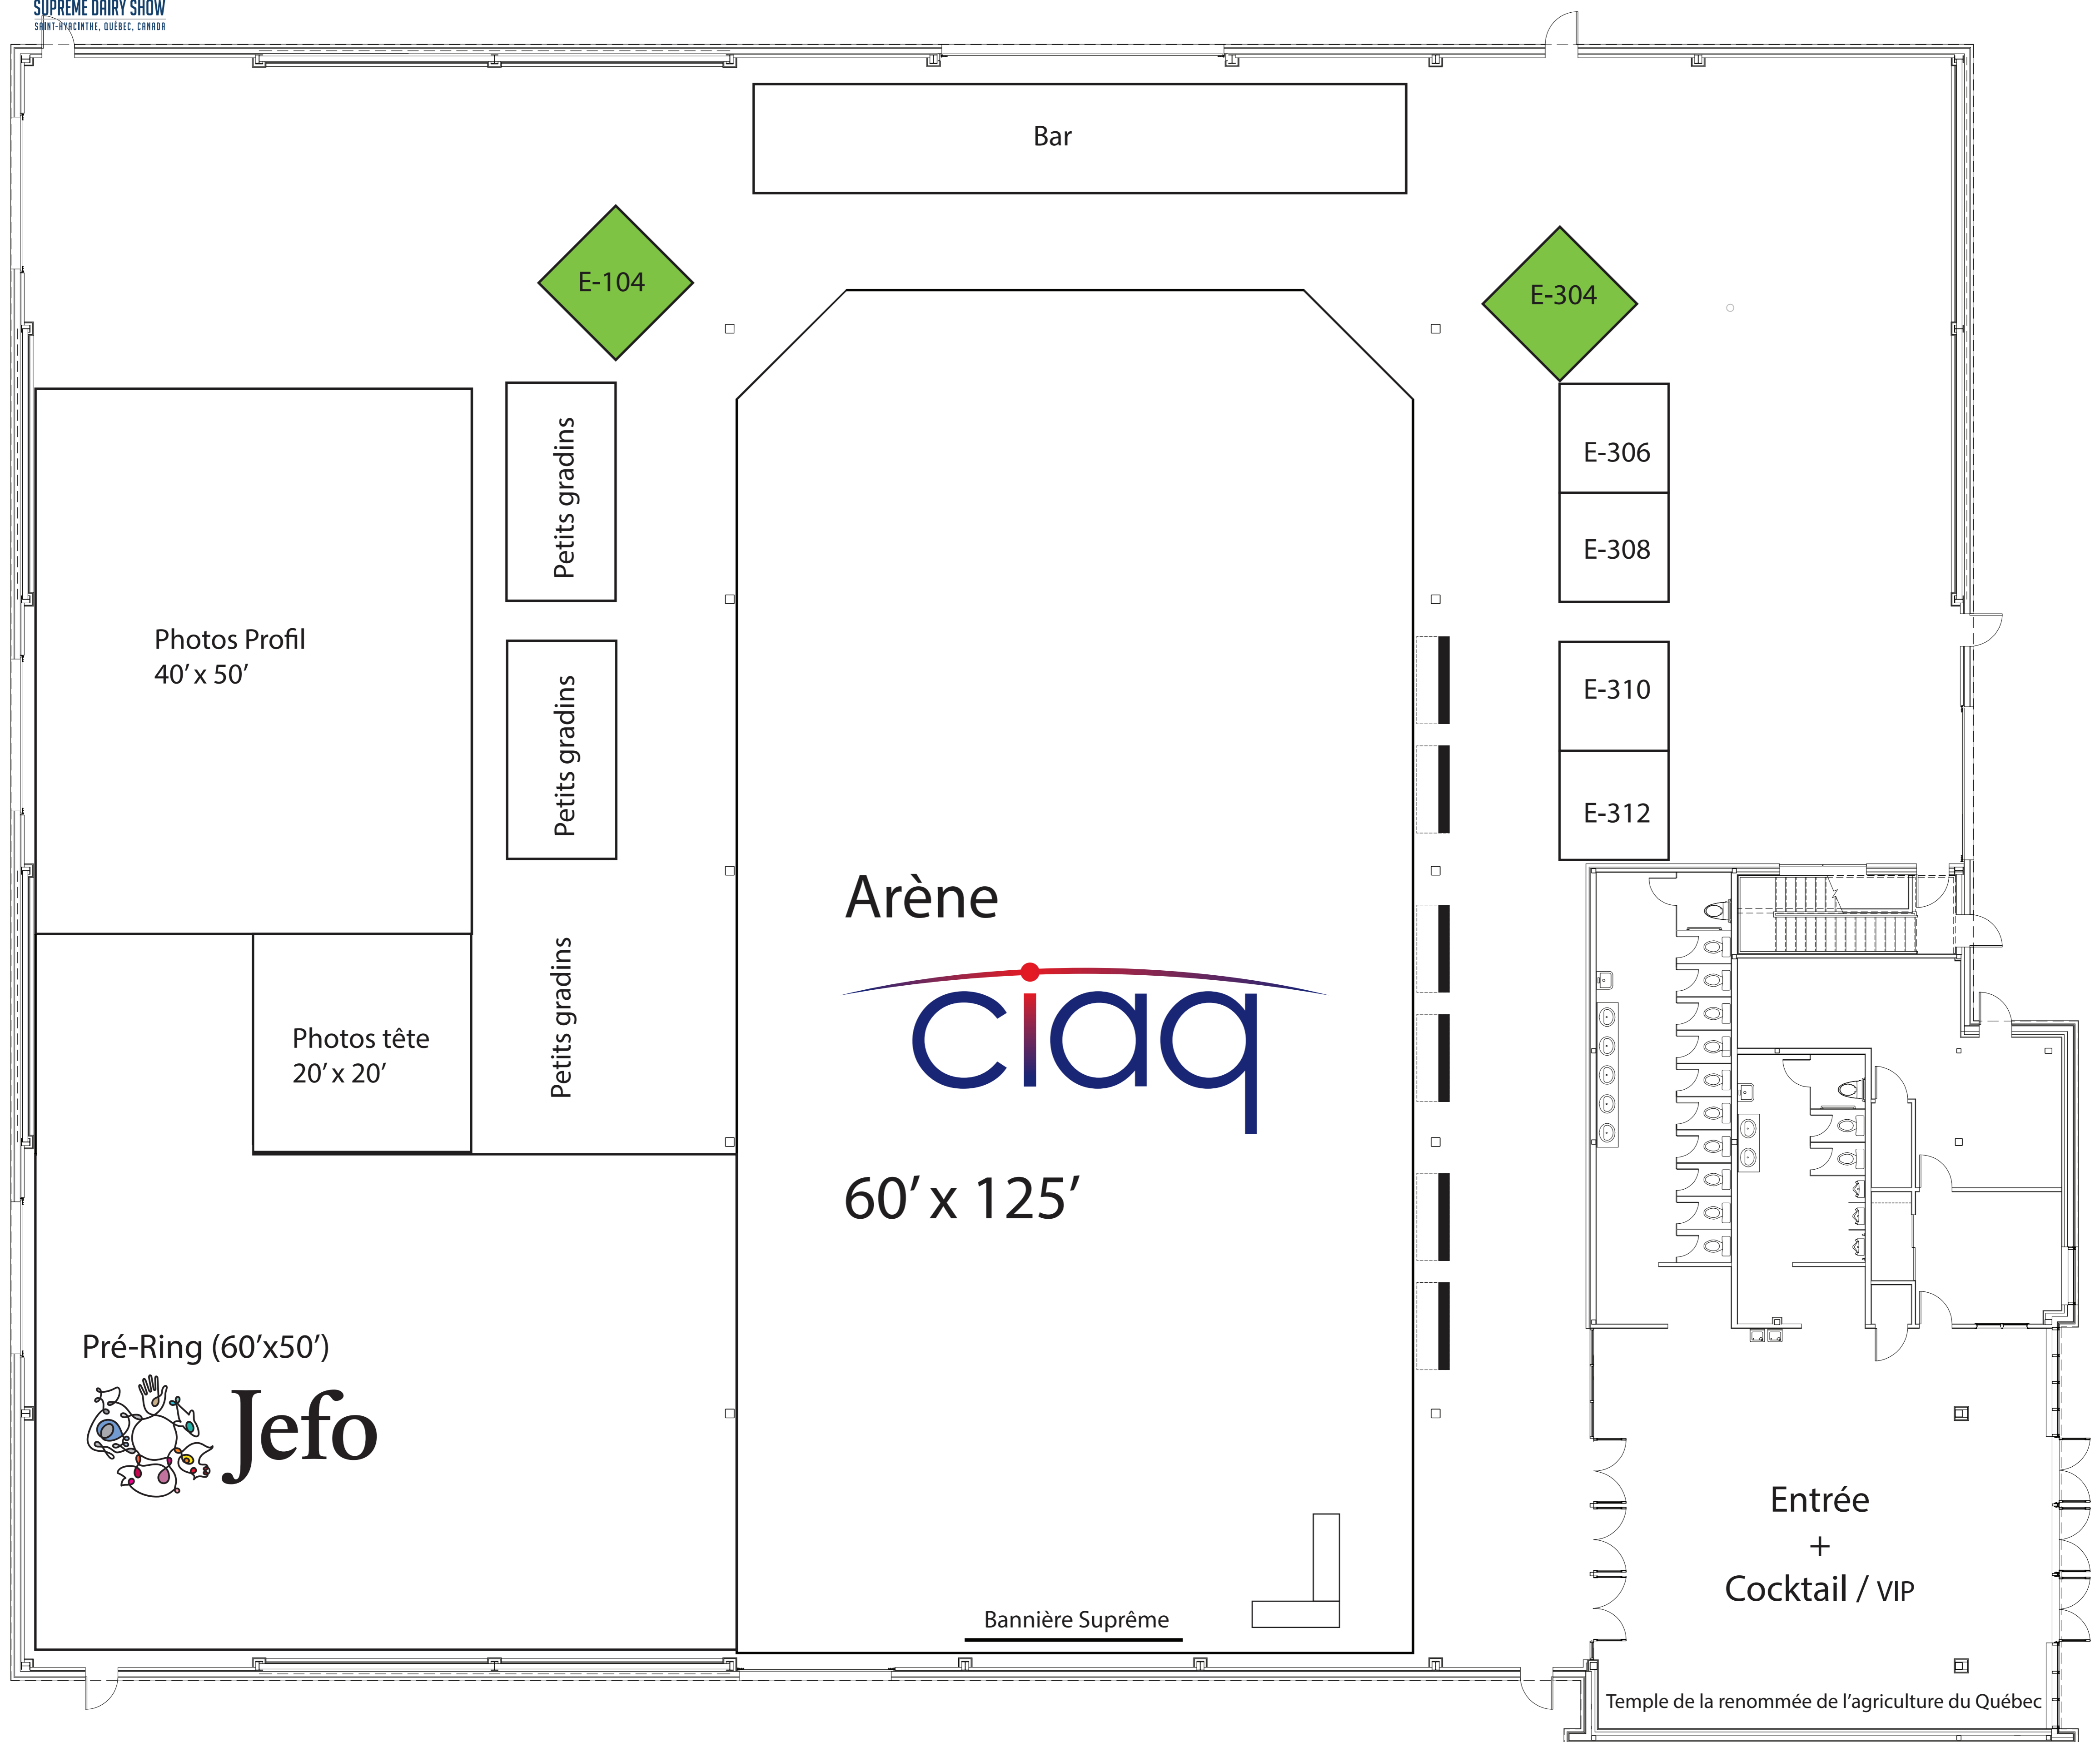 SUPREME DAIRY SHOW
SAINT-HYACINTHE, QUÉBEC, CANADA
Bar
E-104
E-304
Petits gradins
E-306
E-308
Photos Profil
40’ x 50’
Petits gradins
E-310
E-312
Arène
ciaq
Petits gradins
Photos tête
20’ x 20’
60’ x 125’
Pré-Ring (60’x50’)
Jefo
Entrée
+
Cocktail / VIP
Bannière Suprême
Temple de la renommée de l’agriculture du Québec